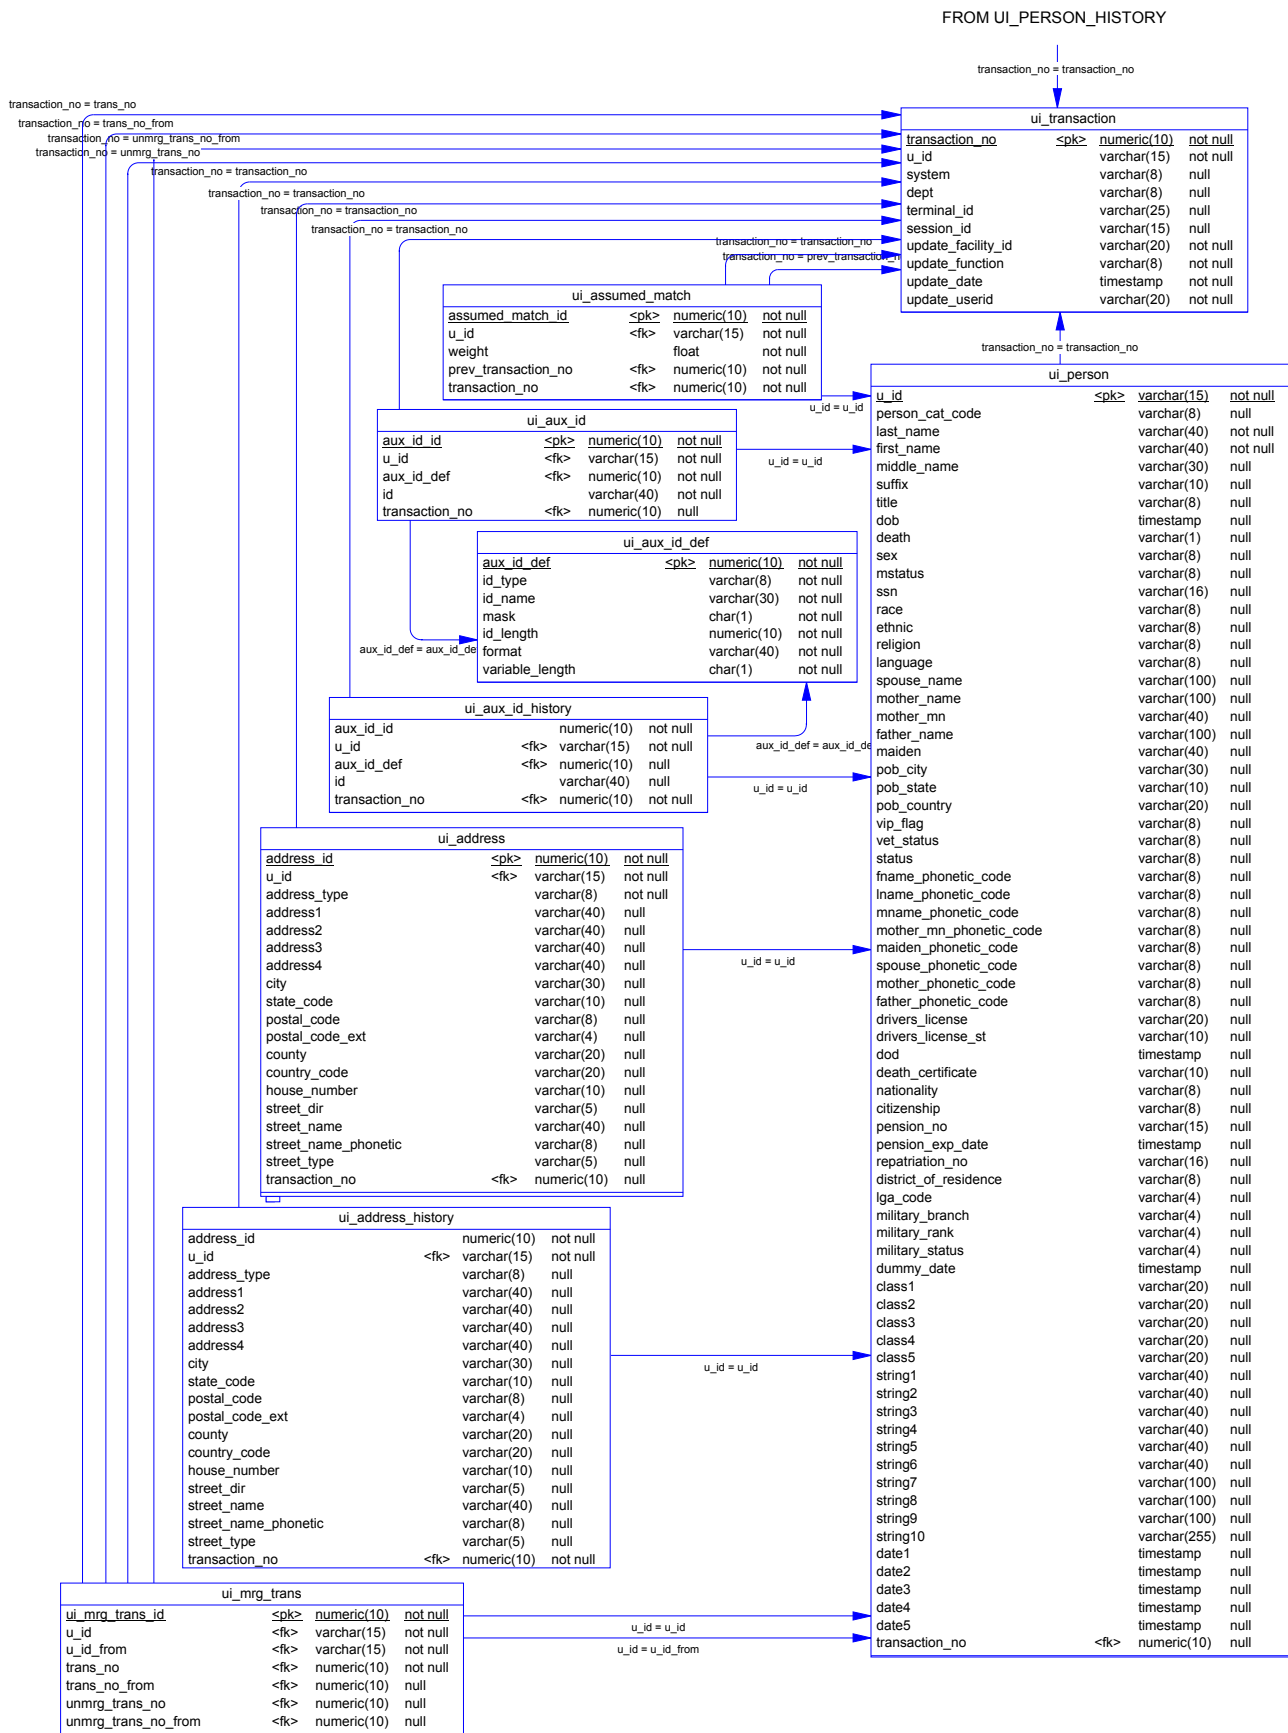 FROM UI_PERSON_HISTORY
transaction_no = transaction_no
transaction_no = trans_no
transaction_no = trans_no_from
transaction_no = unmrg_trans_no_from
transaction_no = unmrg_trans_no
transaction_no = transaction_no
transaction_no = transaction_no
transaction_no = transaction_no
transaction_no = transaction_no
transaction_no = transaction_no
transaction_no = prev_transaction_n
ui_transaction
transaction_no <pk> numeric(10) not null
u_id varchar(15) not null
system varchar(8) null
dept varchar(8) null
terminal_id varchar(25) null
session_id varchar(15) null
update_facility_id varchar(20) not null
update_function varchar(8) not null
update_date timestamp not null
update_userid varchar(20) not null
transaction_no = transaction_no
ui_assumed_match
assumed_match_id <pk> numeric(10) not null
u_id <fk> varchar(15) not null
weight float not null
prev_transaction_no <fk> numeric(10) not null
transaction_no <fk> numeric(10) not null
u_id = u_id
ui_aux_id
aux_id_id <pk> numeric(10) not null
u_id <fk> varchar(15) not null
aux_id_def <fk> numeric(10) not null
id varchar(40) not null
transaction_no <fk> numeric(10) null
u_id = u_id
ui_aux_id_def
aux_id_def <pk> numeric(10) not null
id_type varchar(8) not null
id_name varchar(30) not null
mask char(1) not null
id_length numeric(10) not null
format varchar(40) not null
variable_length char(1) not null
aux_id_def = aux_id_de
ui_aux_id_history
aux_id_id numeric(10) not null
u_id <fk> varchar(15) not null
aux_id_def <fk> numeric(10) null
id varchar(40) null
transaction_no <fk> numeric(10) not null
aux_id_def = aux_id_de
u_id = u_id
ui_address
address_id <pk> numeric(10) not null
u_id <fk> varchar(15) not null
address_type varchar(8) not null
address1 varchar(40) null
address2 varchar(40) null
address3 varchar(40) null
address4 varchar(40) null
city varchar(30) null
state_code varchar(10) null
postal_code varchar(8) null
postal_code_ext varchar(4) null
county varchar(20) null
country_code varchar(20) null
house_number varchar(10) null
street_dir varchar(5) null
street_name varchar(40) null
street_name_phonetic varchar(8) null
street_type varchar(5) null
transaction_no <fk> numeric(10) null
u_id = u_id
ui_address_history
address_id numeric(10) not null
u_id <fk> varchar(15) not null
address_type varchar(8) null
address1 varchar(40) null
address2 varchar(40) null
address3 varchar(40) null
address4 varchar(40) null
city varchar(30) null
state_code varchar(10) null
postal_code varchar(8) null
postal_code_ext varchar(4) null
county varchar(20) null
country_code varchar(20) null
house_number varchar(10) null
street_dir varchar(5) null
street_name varchar(40) null
street_name_phonetic varchar(8) null
street_type varchar(5) null
transaction_no <fk> numeric(10) not null
u_id = u_id
ui_mrg_trans
ui_mrg_trans_id <pk> numeric(10) not null
u_id <fk> varchar(15) not null
u_id_from <fk> varchar(15) not null
trans_no <fk> numeric(10) not null
trans_no_from <fk> numeric(10) null
unmrg_trans_no <fk> numeric(10) null
unmrg_trans_no_from <fk> numeric(10) null
u_id = u_id
u_id = u_id_from
ui_person
u_id <pk> varchar(15) not null
person_cat_code varchar(8) null
last_name varchar(40) not null
first_name varchar(40) not null
middle_name varchar(30) null
suffix varchar(10) null
title varchar(8) null
dob timestamp null
death varchar(1) null
sex varchar(8) null
mstatus varchar(8) null
ssn varchar(16) null
race varchar(8) null
ethnic varchar(8) null
religion varchar(8) null
language varchar(8) null
spouse_name varchar(100) null
mother_name varchar(100) null
mother_mn varchar(40) null
father_name varchar(100) null
maiden varchar(40) null
pob_city varchar(30) null
pob_state varchar(10) null
pob_country varchar(20) null
vip_flag varchar(8) null
vet_status varchar(8) null
status varchar(8) null
fname_phonetic_code varchar(8) null
lname_phonetic_code varchar(8) null
mname_phonetic_code varchar(8) null
mother_mn_phonetic_code varchar(8) null
maiden_phonetic_code varchar(8) null
spouse_phonetic_code varchar(8) null
mother_phonetic_code varchar(8) null
father_phonetic_code varchar(8) null
drivers_license varchar(20) null
drivers_license_st varchar(10) null
dod timestamp null
death_certificate varchar(10) null
nationality varchar(8) null
citizenship varchar(8) null
pension_no varchar(15) null
pension_exp_date timestamp null
repatriation_no varchar(16) null
district_of_residence varchar(8) null
lga_code varchar(4) null
military_branch varchar(4) null
military_rank varchar(4) null
military_status varchar(4) null
dummy_date timestamp null
class1 varchar(20) null
class2 varchar(20) null
class3 varchar(20) null
class4 varchar(20) null
class5 varchar(20) null
string1 varchar(40) null
string2 varchar(40) null
string3 varchar(40) null
string4 varchar(40) null
string5 varchar(40) null
string6 varchar(40) null
string7 varchar(100) null
string8 varchar(100) null
string9 varchar(100) null
string10 varchar(255) null
date1 timestamp null
date2 timestamp null
date3 timestamp null
date4 timestamp null
date5 timestamp null
transaction_no <fk> numeric(10) null